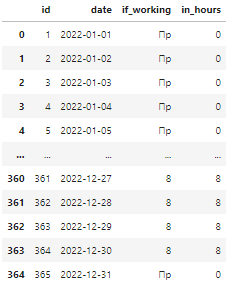 id date if_working in_hours
0 1 2022-01-01 Пр 0
1 2 2022-01-02 Пр 0
2 3 2022-01-03 Пр 0
3 4 2022-01-04 Пр 0
4 5 2022-01-05 Пр 0
... ... ... ... ...
360 361 2022-12-27 8 8
361 362 2022-12-28 8 8
362 363 2022-12-29 8 8
363 364 2022-12-30 8 8
364 365 2022-12-31 Пр 0